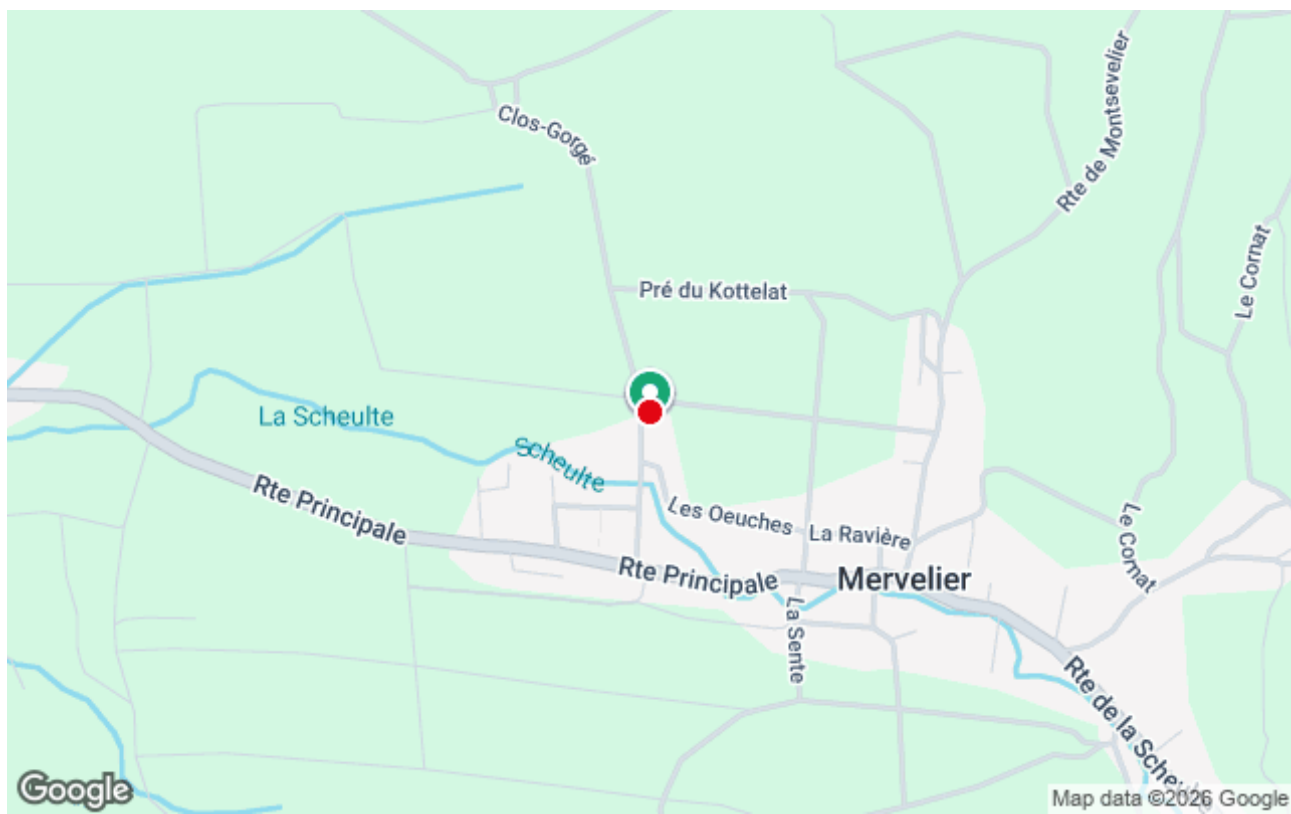 Clos-Gorgé
Rte de Montsevelier
Le Cornat
Pré du Kottelat
La Scheulte
Scheulte
Rte Principale
Les Oeuches
La Ravière
Le Cornat
Rte Principale
Mervelier
La Sente
Rte de la Scheulte
Google
Map data ©2026 Google